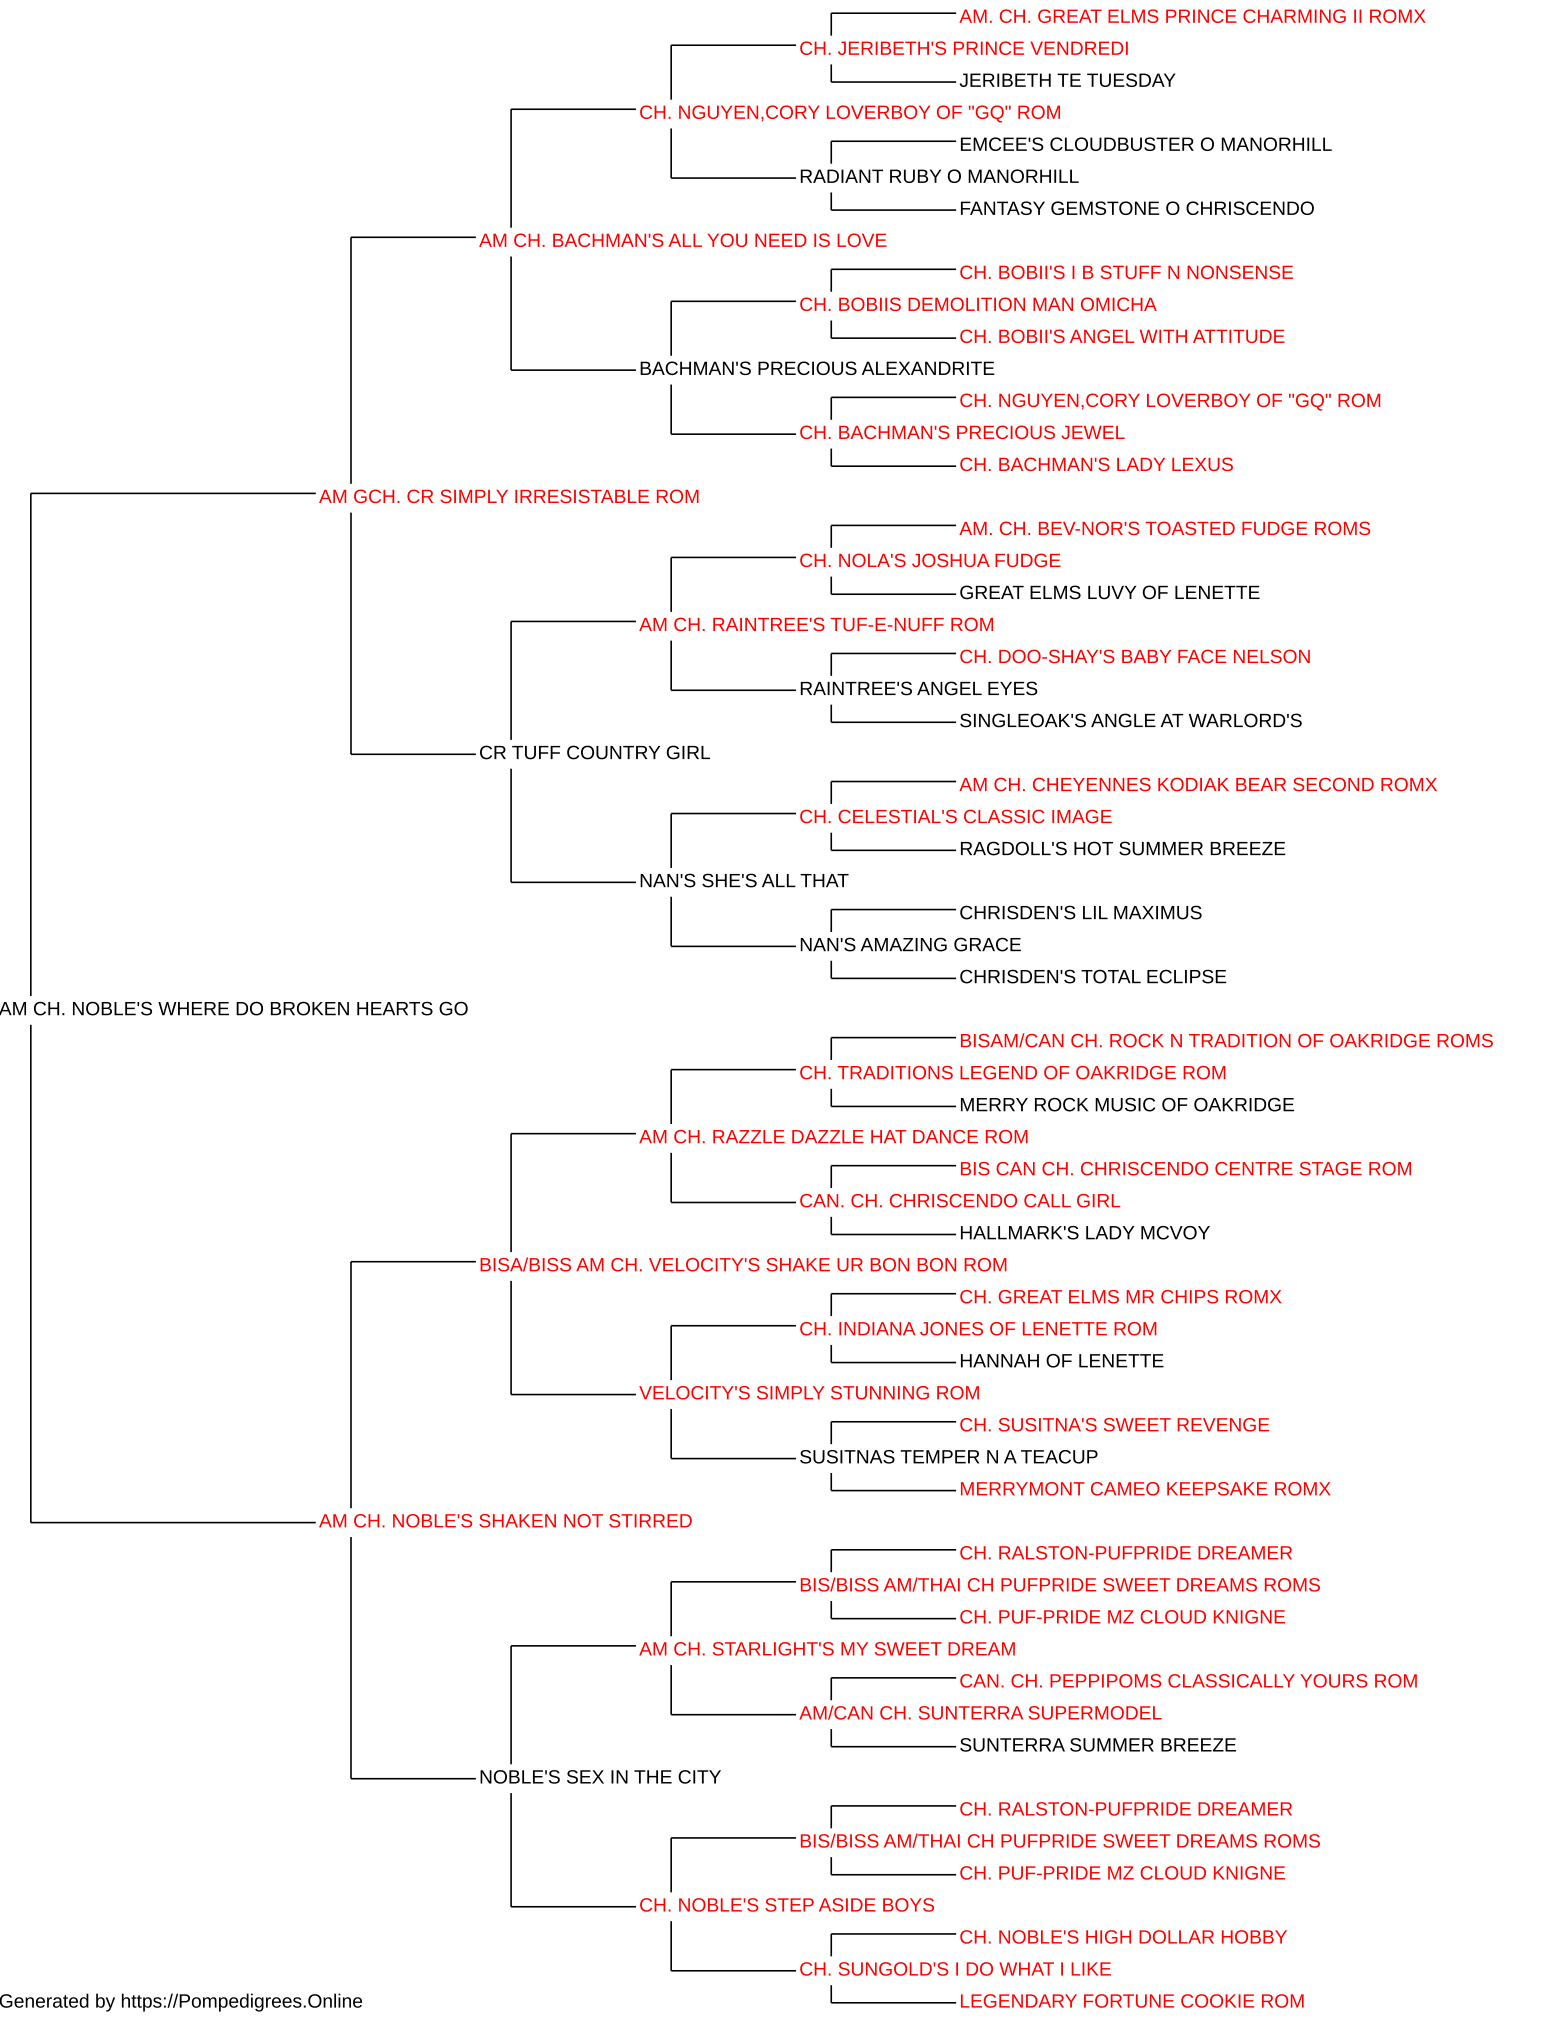 AM. CH. GREAT ELMS PRINCE CHARMING II ROMX
CH. JERIBETH'S PRINCE VENDREDI
JERIBETH TE TUESDAY
CH. NGUYEN,CORY LOVERBOY OF "GQ" ROM
EMCEE'S CLOUDBUSTER O MANORHILL
RADIANT RUBY O MANORHILL
FANTASY GEMSTONE O CHRISCENDO
AM CH. BACHMAN'S ALL YOU NEED IS LOVE
CH. BOBII'S I B STUFF N NONSENSE
CH. BOBIIS DEMOLITION MAN OMICHA
CH. BOBII'S ANGEL WITH ATTITUDE
BACHMAN'S PRECIOUS ALEXANDRITE
CH. NGUYEN,CORY LOVERBOY OF "GQ" ROM
CH. BACHMAN'S PRECIOUS JEWEL
CH. BACHMAN'S LADY LEXUS
AM GCH. CR SIMPLY IRRESISTABLE ROM
AM. CH. BEV-NOR'S TOASTED FUDGE ROMS
CH. NOLA'S JOSHUA FUDGE
GREAT ELMS LUVY OF LENETTE
AM CH. RAINTREE'S TUF-E-NUFF ROM
CH. DOO-SHAY'S BABY FACE NELSON
RAINTREE'S ANGEL EYES
SINGLEOAK'S ANGLE AT WARLORD'S
CR TUFF COUNTRY GIRL
AM CH. CHEYENNES KODIAK BEAR SECOND ROMX
CH. CELESTIAL'S CLASSIC IMAGE
RAGDOLL'S HOT SUMMER BREEZE
NAN'S SHE'S ALL THAT
CHRISDEN'S LIL MAXIMUS
NAN'S AMAZING GRACE
CHRISDEN'S TOTAL ECLIPSE
AM CH. NOBLE'S WHERE DO BROKEN HEARTS GO
BISAM/CAN CH. ROCK N TRADITION OF OAKRIDGE ROMS
CH. TRADITIONS LEGEND OF OAKRIDGE ROM
MERRY ROCK MUSIC OF OAKRIDGE
AM CH. RAZZLE DAZZLE HAT DANCE ROM
BIS CAN CH. CHRISCENDO CENTRE STAGE ROM
CAN. CH. CHRISCENDO CALL GIRL
HALLMARK'S LADY MCVOY
BISA/BISS AM CH. VELOCITY'S SHAKE UR BON BON ROM
CH. GREAT ELMS MR CHIPS ROMX
CH. INDIANA JONES OF LENETTE ROM
HANNAH OF LENETTE
VELOCITY'S SIMPLY STUNNING ROM
CH. SUSITNA'S SWEET REVENGE
SUSITNAS TEMPER N A TEACUP
MERRYMONT CAMEO KEEPSAKE ROMX
AM CH. NOBLE'S SHAKEN NOT STIRRED
CH. RALSTON-PUFPRIDE DREAMER
BIS/BISS AM/THAI CH PUFPRIDE SWEET DREAMS ROMS
CH. PUF-PRIDE MZ CLOUD KNIGNE
AM CH. STARLIGHT'S MY SWEET DREAM
CAN. CH. PEPPIPOMS CLASSICALLY YOURS ROM
AM/CAN CH. SUNTERRA SUPERMODEL
SUNTERRA SUMMER BREEZE
NOBLE'S SEX IN THE CITY
CH. RALSTON-PUFPRIDE DREAMER
BIS/BISS AM/THAI CH PUFPRIDE SWEET DREAMS ROMS
CH. PUF-PRIDE MZ CLOUD KNIGNE
CH. NOBLE'S STEP ASIDE BOYS
CH. NOBLE'S HIGH DOLLAR HOBBY
CH. SUNGOLD'S I DO WHAT I LIKE
LEGENDARY FORTUNE COOKIE ROM
Generated by https://Pompedigrees.Online